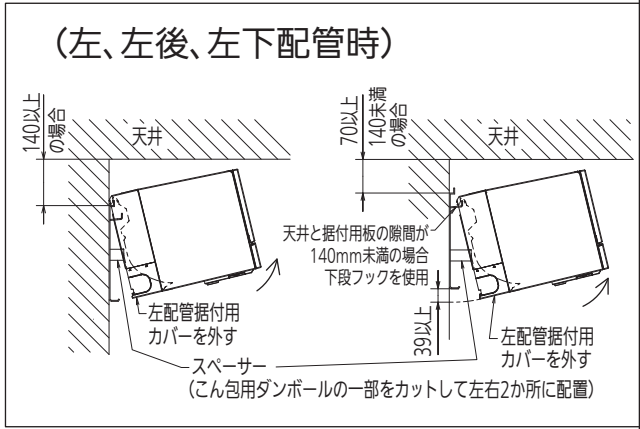 （左、左後、左下配管時）
140以上
の場合
天井
70以上
140未満
の場合
天井
天井と据付用板の隙間が
140mm未満の場合
下段フックを使用
39以上
左配管据付用
カバーを外す
左配管据付用
カバーを外す
スペーサー
（こん包用ダンボールの一部をカットして左右2か所に配置）